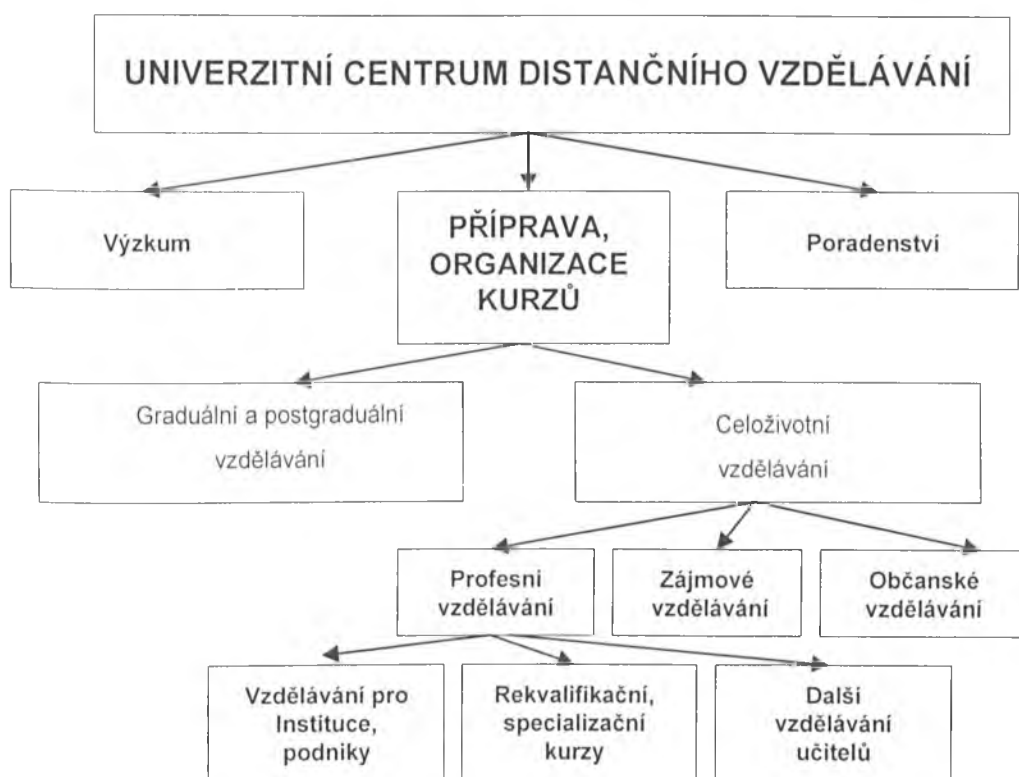 UNIVERZITNÍ CENTRUM DISTANČNÍHO VZDĚLÁVÁNÍ
Výzkum
PŘÍPRAVA,
ORGANIZACE
KURZŮ
Poradenství
Graduální a postgraduální
vzdělávání
Celoživotní
vzdělávání
Profesní
vzdělávání
Zájmové
vzdělávání
Občanské
vzdělávání
Vzdělávání pro
Instituce,
podniky
Rekvalifikační,
specializační
kurzy
Další
vzdělávání
učitelů